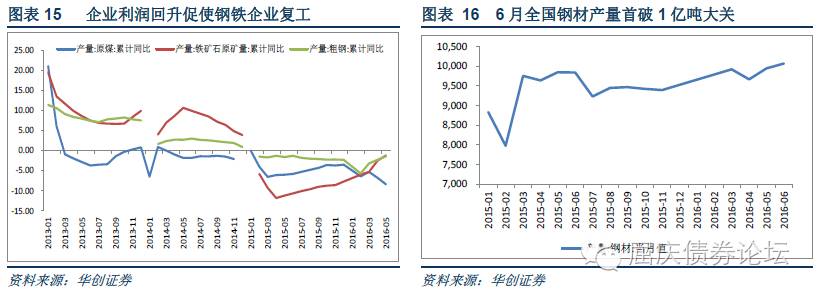 图表 15 企业利润回升促使钢铁企业复工
产量:原煤:累计同比 产量:铁矿石原矿量:累计同比 产量:粗钢:累计同比
25.00
20.00
15.00
10.00
5.00
0.00
-5.00
-10.00
-15.00
2013-01 2013-03 2013-05 2013-07 2013-09 2013-11 2014-01 2014-03 2014-05 2014-07 2014-09 2014-11 2015-01 2015-03 2015-05 2015-07 2015-09 2015-11 2016-01 2016-03 2016-05
资料来源：华创证券
图表 16 6 月全国钢材产量首破 1 亿吨大关
10,500
10,000
9,500
9,000
8,500
8,000
7,500
7,000
2015-01 2015-02 2015-03 2015-04 2015-05 2015-06 2015-07 2015-08 2015-09 2015-10 2015-11 2015-12 2016-01 2016-02 2016-03 2016-04 2016-05 2016-06
钢材:当月值
屈庆债券论坛
资料来源：华创证券